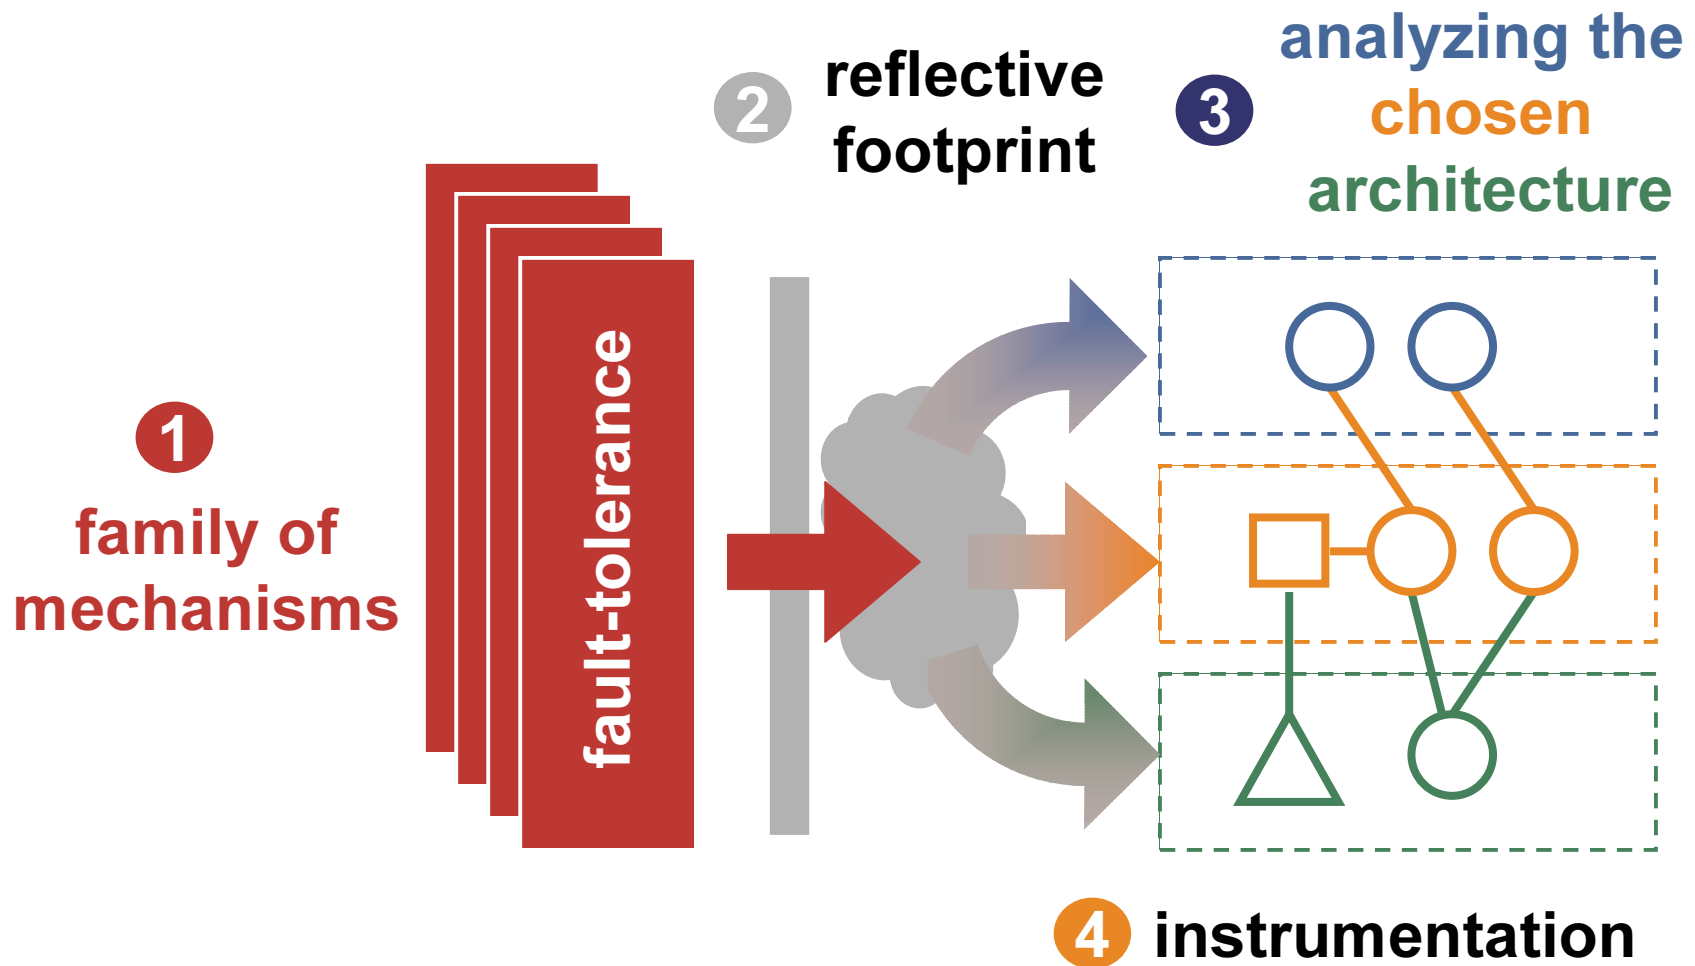 1
family of
mechanisms
fault-tolerance
2
reflective
footprint
3
analyzing the
chosen
architecture
4
instrumentation